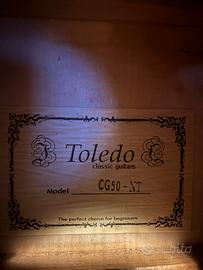 Toledo
classic guitars
Model CG50-NT
The perfect choice for beginners